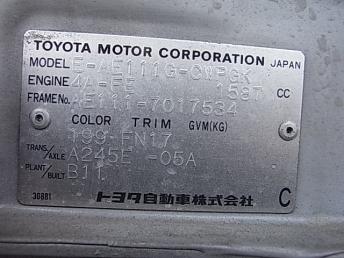 TOYOTA MOTOR CORPORATION JAPAN
MODEL E-AE111G-CWPGK
ENGINE 4A-FE 1587 CC
FRAME No. AE111-7017534
COLOR TRIM GVM(KG)
199 FN17
TRANS./AXLE A245E -05A
PLANT/BUILT B11
30881 トヨタ自動車株式会社 C